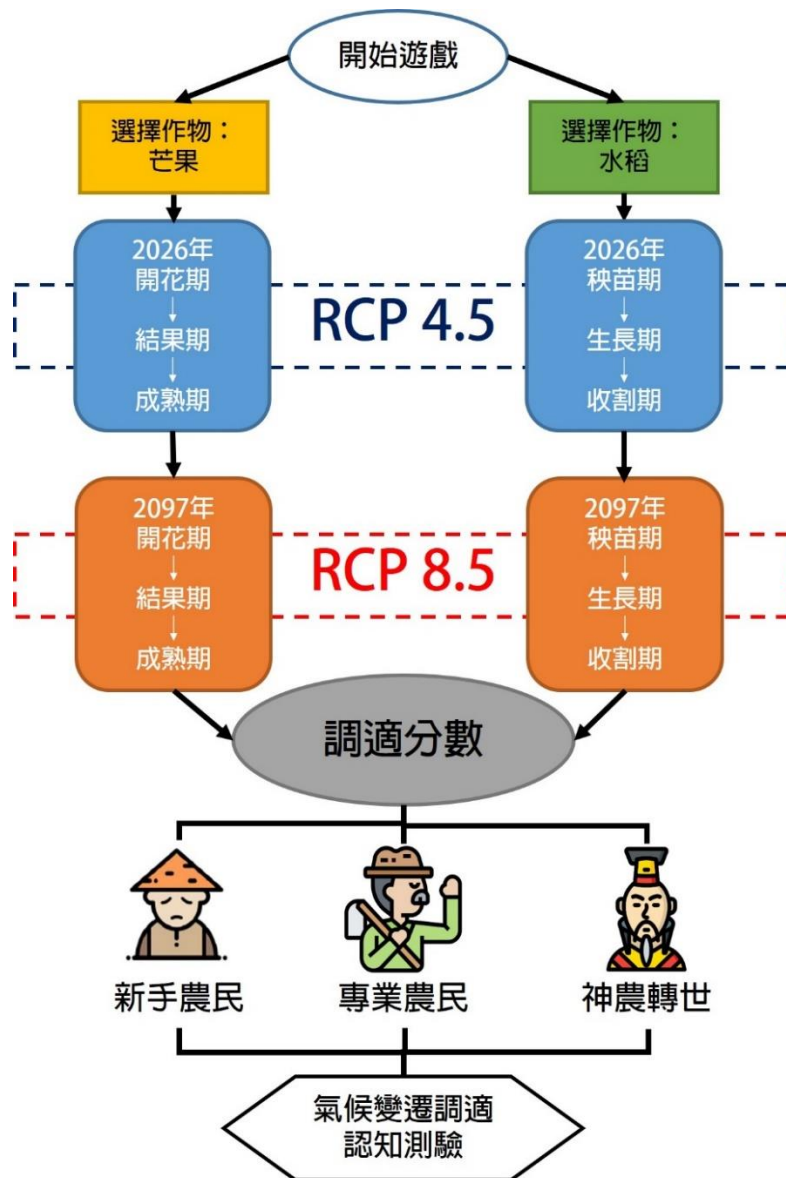 開始遊戲
選擇作物：
芒果
選擇作物：
水稻
2026年
開花期
結果期
成熟期
RCP 4.5
2026年
秧苗期
生長期
收割期
2097年
開花期
結果期
成熟期
RCP 8.5
2097年
秧苗期
生長期
收割期
調適分數
新手農民
專業農民
神農轉世
氣候變遷調適
認知測驗